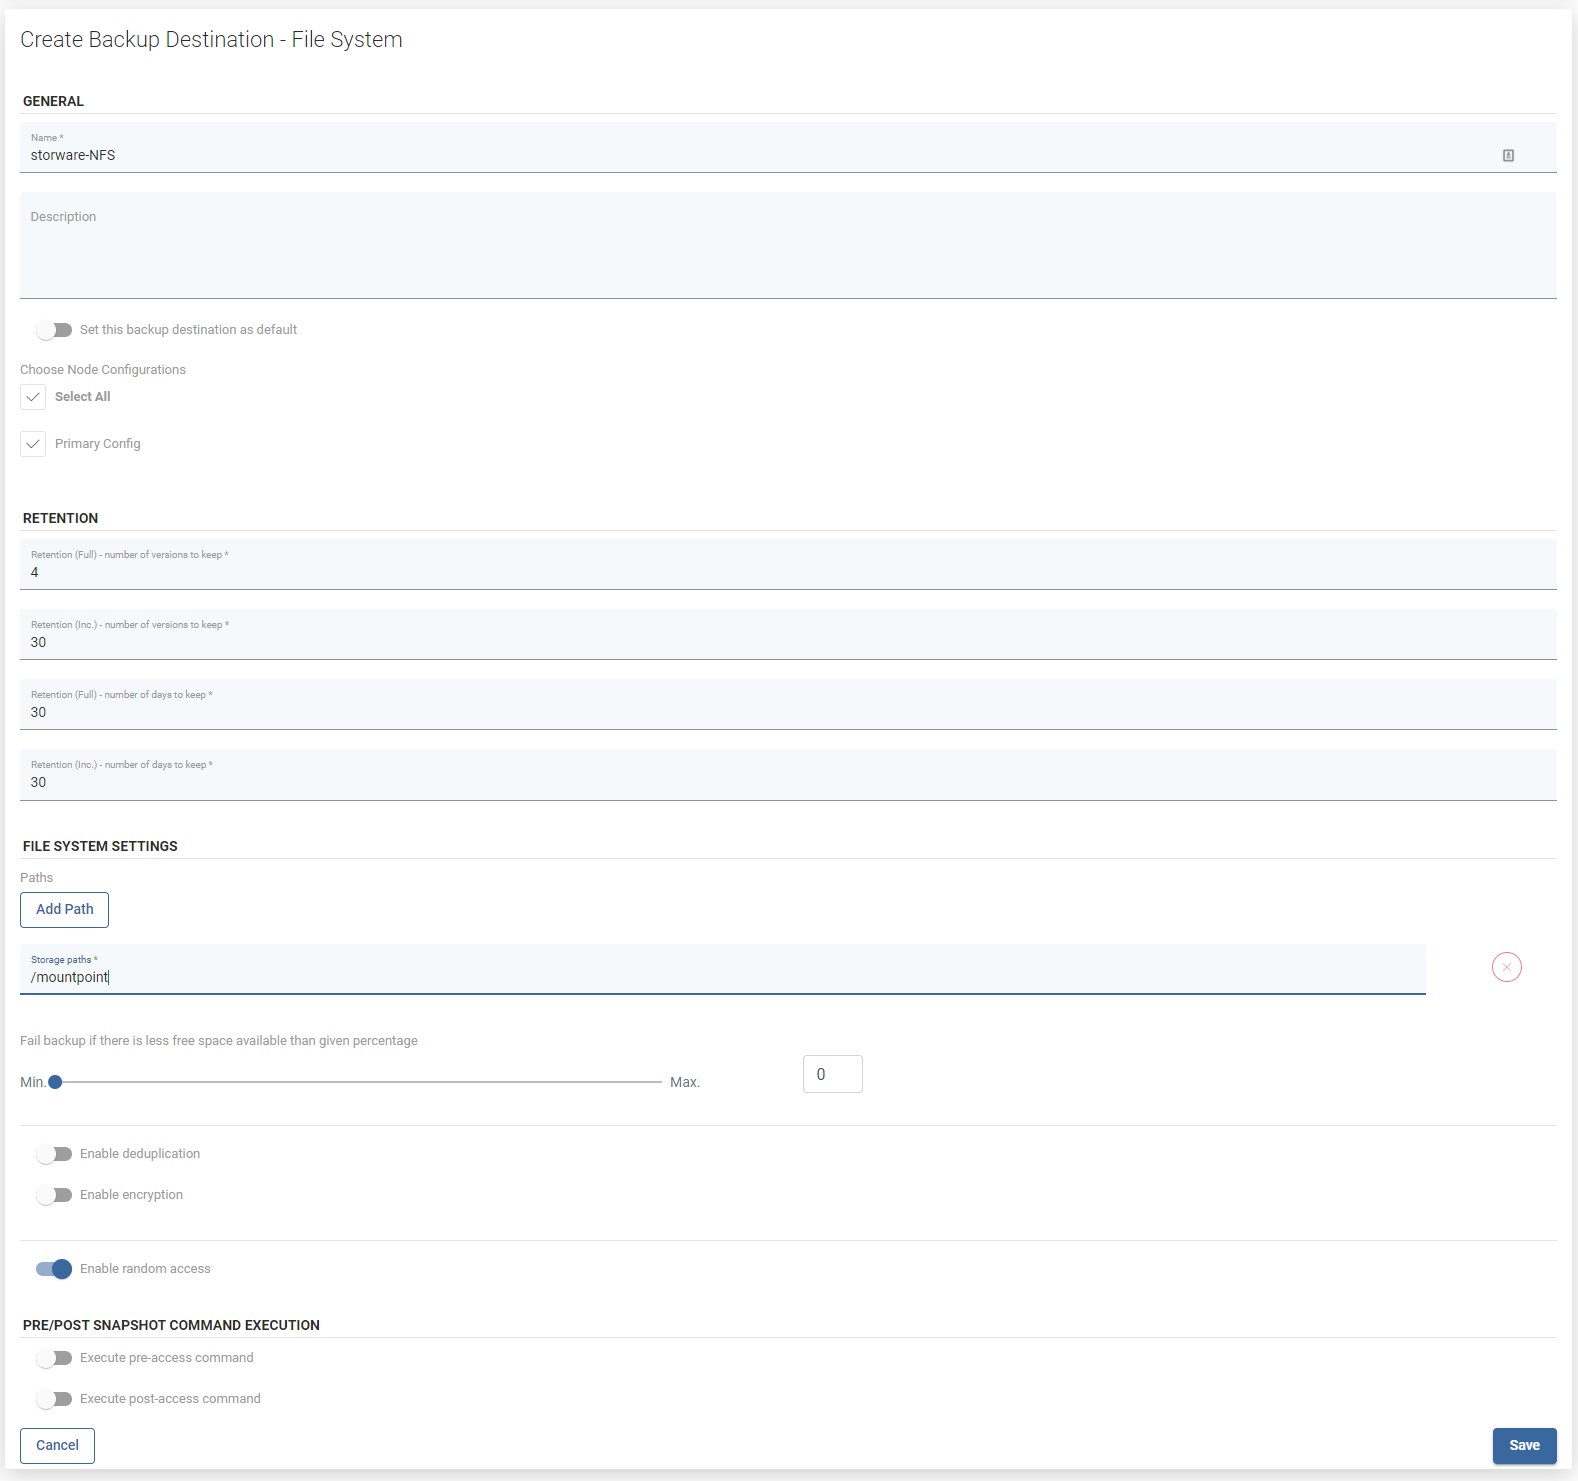 Create Backup Destination - File System
GENERAL
Name *
storware-NFS
Description
Set this backup destination as default
Choose Node Configurations
Select All
Primary Config
RETENTION
Retention (Full) - number of versions to keep *
4
Retention (Inc.) - number of versions to keep *
30
Retention (Full) - number of days to keep *
30
Retention (Inc.) - number of days to keep *
30
FILE SYSTEM SETTINGS
Paths
Add Path
Storage paths *
/mountpoint
Fail backup if there is less free space available than given percentage
Min. Max. 0
Enable deduplication
Enable encryption
Enable random access
PRE/POST SNAPSHOT COMMAND EXECUTION
Execute pre-access command
Execute post-access command
Cancel Save